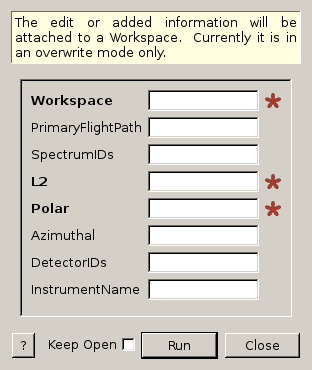 The edit or added information will be
attached to a Workspace. Currently it is in
an overwrite mode only.
Workspace *
PrimaryFlightPath
SpectrumIDs
L2 *
Polar *
Azimuthal
DetectorIDs
InstrumentName
? Keep Open Run Close